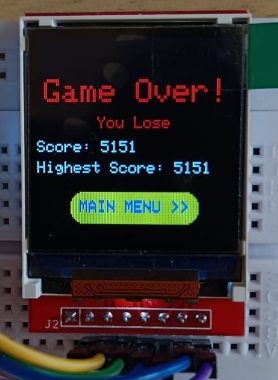 Game Over!
You Lose
Score: 5151
Highest Score: 5151
MAIN MENU >>
J2